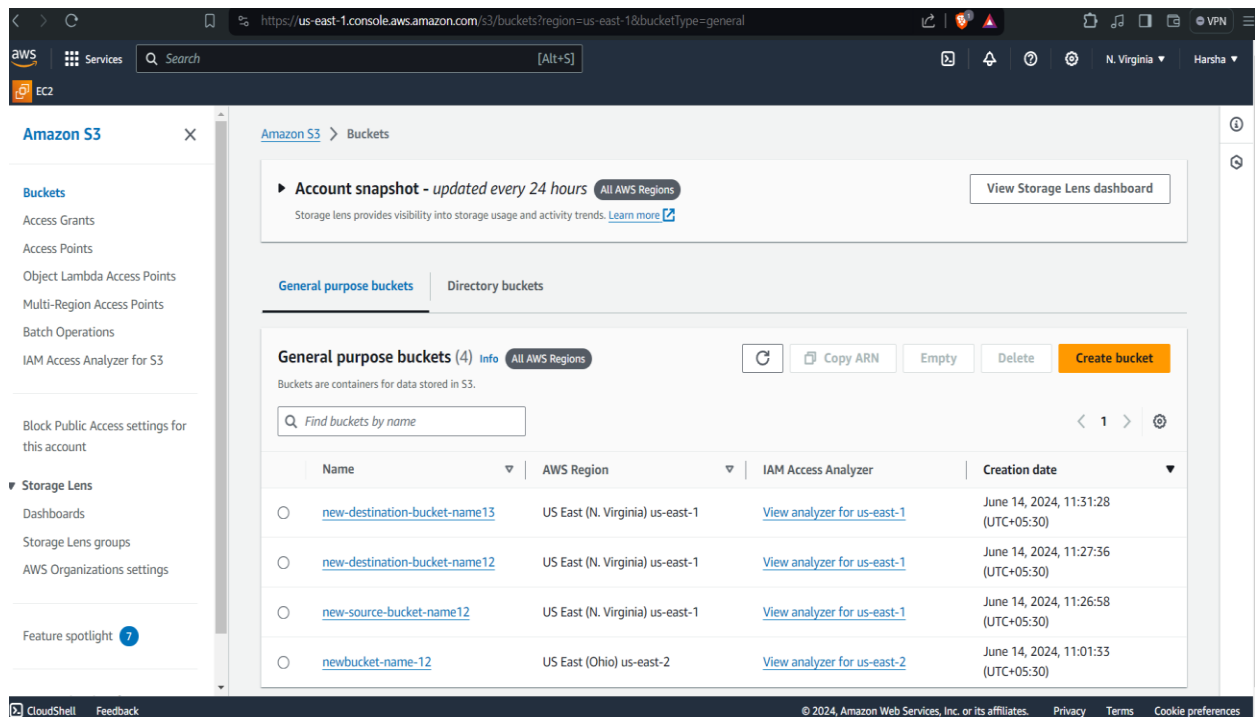 https://us-east-1.console.aws.amazon.com/s3/buckets?region=us-east-1&bucketType=general
1
VPN
aws
Services
Search
[Alt+S]
N. Virginia
Harsha
EC2
Amazon S3
Buckets
Access Grants
Access Points
Object Lambda Access Points
Multi-Region Access Points
Batch Operations
IAM Access Analyzer for S3
Block Public Access settings for
this account
Storage Lens
Dashboards
Storage Lens groups
AWS Organizations settings
Feature spotlight 7
Amazon S3 > Buckets
Account snapshot - updated every 24 hours All AWS Regions
Storage lens provides visibility into storage usage and activity trends. Learn more
View Storage Lens dashboard
General purpose buckets
Directory buckets
General purpose buckets (4) Info All AWS Regions
Buckets are containers for data stored in S3.
Copy ARN
Empty
Delete
Create bucket
Find buckets by name
1
Name AWS Region IAM Access Analyzer Creation date
new-destination-bucket-name13 US East (N. Virginia) us-east-1 View analyzer for us-east-1 June 14, 2024, 11:31:28
(UTC+05:30)
new-destination-bucket-name12 US East (N. Virginia) us-east-1 View analyzer for us-east-1 June 14, 2024, 11:27:36
(UTC+05:30)
new-source-bucket-name12 US East (N. Virginia) us-east-1 View analyzer for us-east-1 June 14, 2024, 11:26:58
(UTC+05:30)
newbucket-name-12 US East (Ohio) us-east-2 View analyzer for us-east-2 June 14, 2024, 11:01:33
(UTC+05:30)
CloudShell Feedback © 2024, Amazon Web Services, Inc. or its affiliates. Privacy Terms Cookie preferences